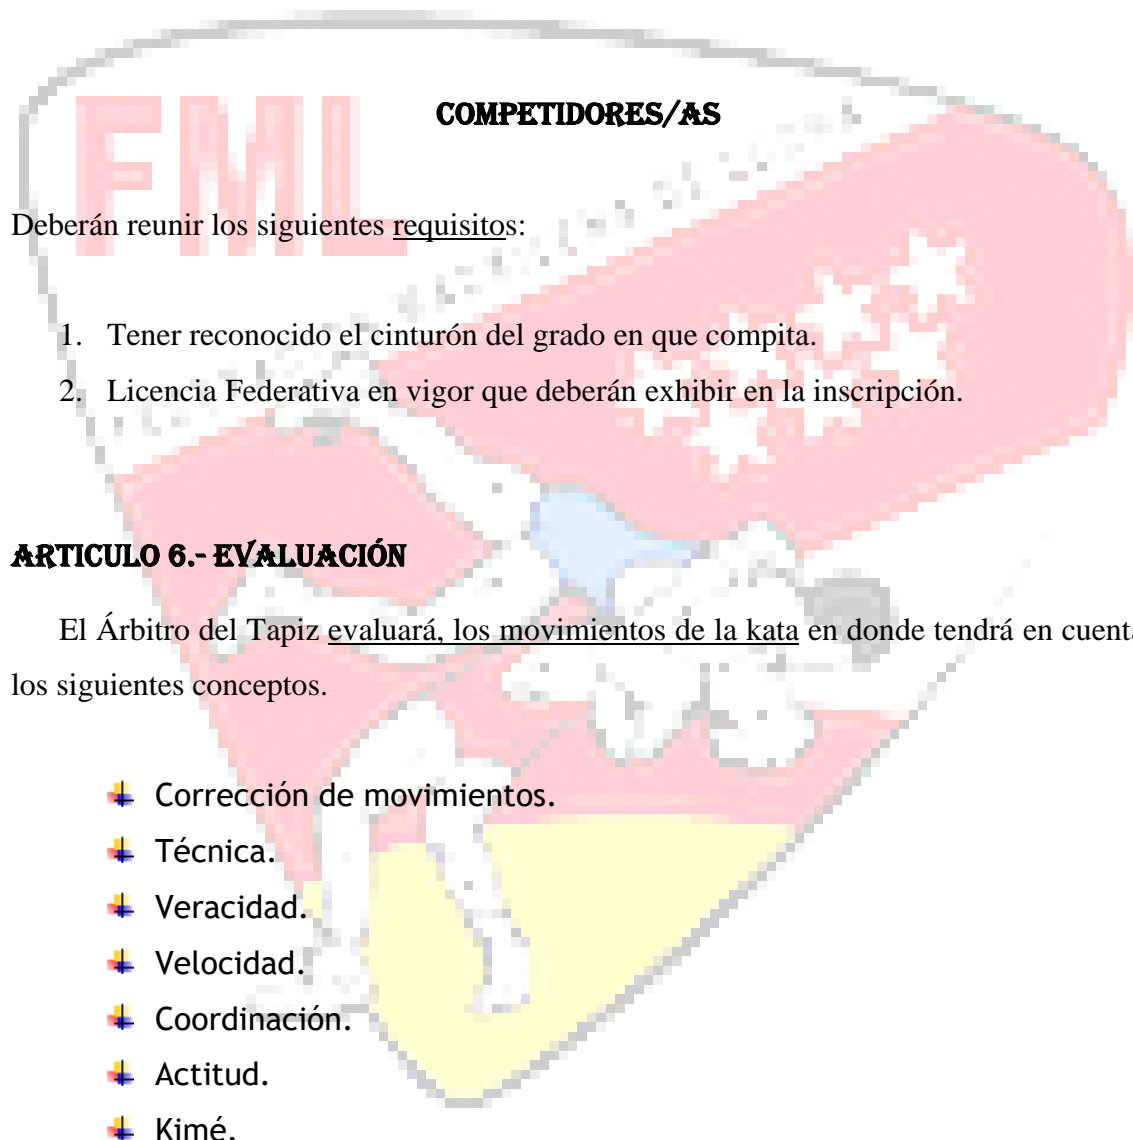 FML
COMPETIDORES/AS
Deberán reunir los siguientes requisitos:
1. Tener reconocido el cinturón del grado en que compita.
2. Licencia Federativa en vigor que deberán exhibir en la inscripción.
ARTICULO 6.- EVALUACIÓN
El Árbitro del Tapiz evaluará, los movimientos de la kata en donde tendrá en cuenta
los siguientes conceptos.
Corrección de movimientos.
Técnica.
Veracidad.
Velocidad.
Coordinación.
Actitud.
Kimé.